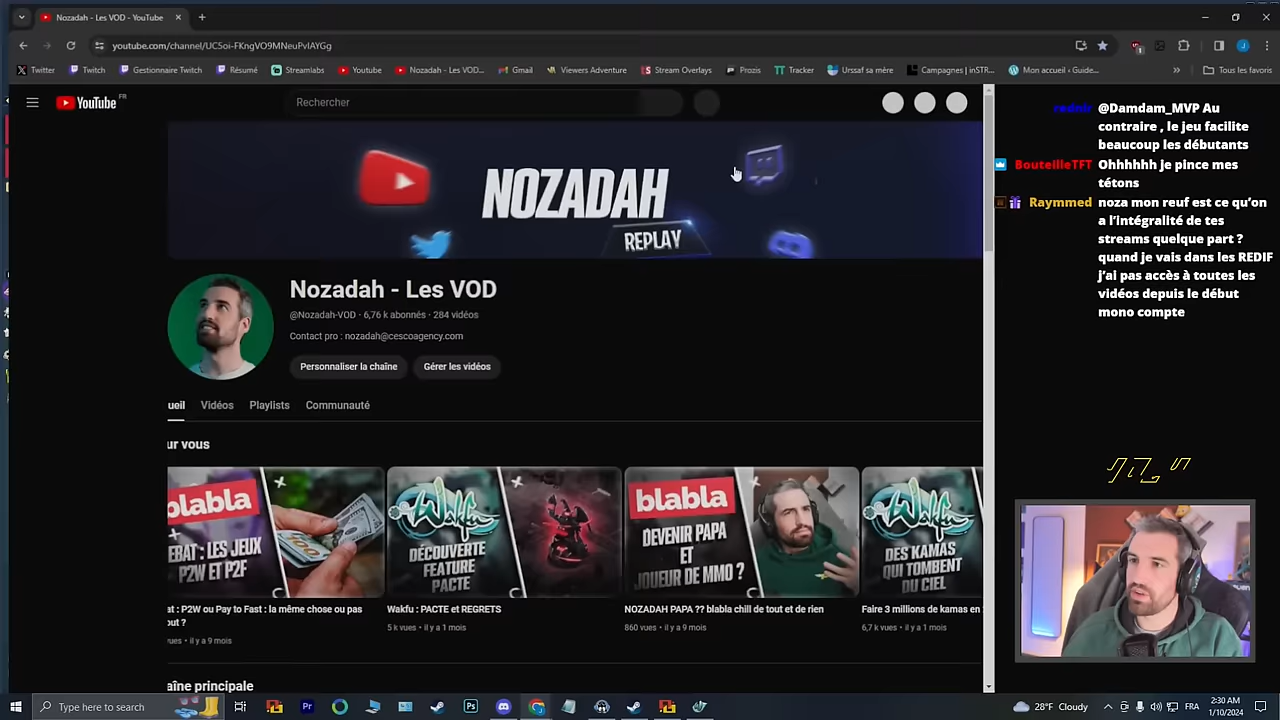 Nozadah - Les VOD - YouTube
youtube.com/channel/UC5oi-FKngVO9MNeuPvIAYGg
Twitter
Twitch
Gestionnaire Twitch
Résumé
Streamlabs
Youtube
Nozadah - Les VOD...
Gmail
Viewers Adventure
Stream Overlays
Prozis
Tracker
Urssaf sa mère
Campagnes | inSTR...
Mon accueil ‹ Guide...
Tous les favoris
YouTube FR
Rechercher
NOZADAH
REPLAY
Nozadah - Les VOD
@Nozadah-VOD · 6,76 k abonnés · 284 vidéos
Contact pro : nozadah@cescoagency.com
Personnaliser la chaîne
Gérer les vidéos
ueil
Vidéos
Playlists
Communauté
ur vous
blabla
EBAT : LES JEUX
P2W ET P2F
at : P2W ou Pay to Fast : la même chose ou pas
out ?
vues • il y a 9 mois
Wakfu
DÉCOUVERTE
FEATURE
PACTE
Wakfu : PACTE et REGRETS
5 k vues • il y a 1 mois
blabla
DEVENIR PAPA
ET
JOUEUR DE MMO ?
NOZADAH PAPA ?? blabla chill de tout et de rien
860 vues • il y a 9 mois
Wakfu
DES KAMAS
QUI TOMBENT
DU CIEL
Faire 3 millions de kamas en
6,7 k vues • il y a 1 mois
aîne principale
@Damdam_MVP Au
contraire , le jeu facilite
beaucoup les débutants
BouteilleTFT Ohhhhhh je pince mes
tétons
Raymmed noza mon reuf est ce qu'on
a l'intégralité de tes
streams quelque part ?
quand je vais dans les REDIF
j'ai pas accès à toutes les
vidéos depuis le début
mono compte
Type here to search
28°F Cloudy
FRA
2:30 AM
1/10/2024